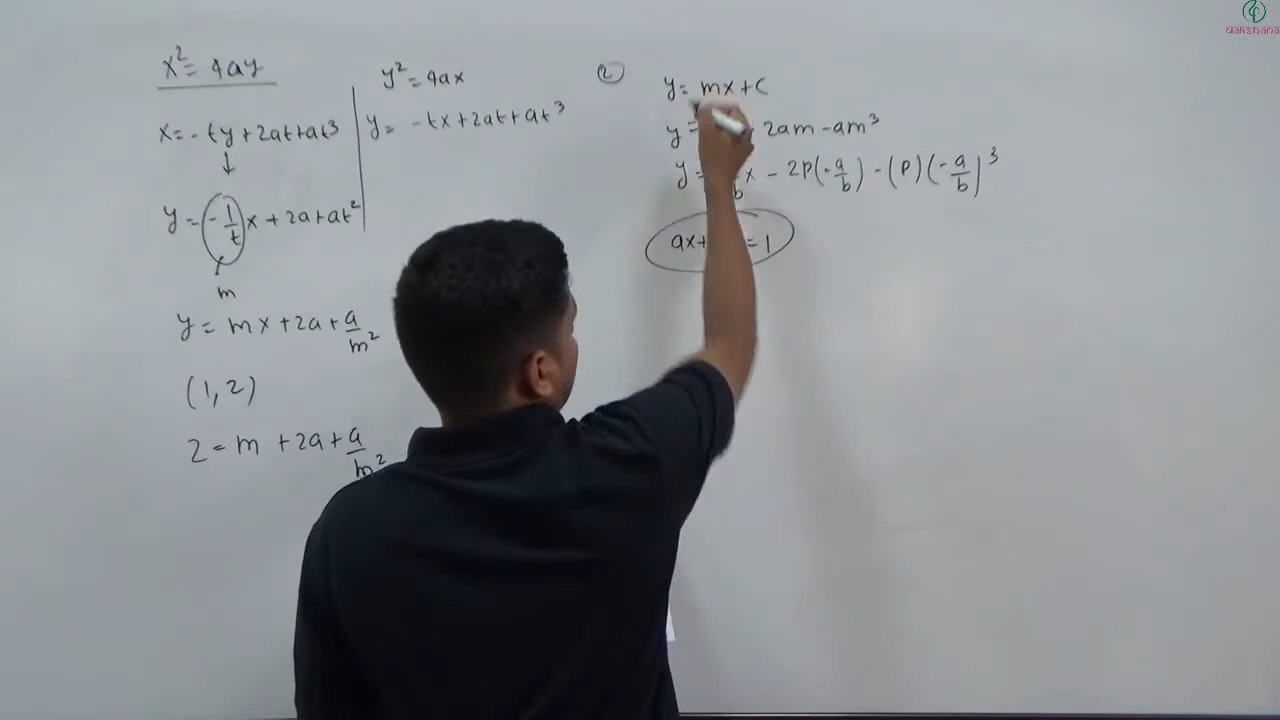 x² = 4ay
x = - ty + 2at + at³
↓
y = - 1/t x + 2a + at²
m
y = mx + 2a + a/m²
(1, 2)
2 = m + 2a + a/m²
y² = 4ax
y = - tx + 2at + at³
②
y = mx + c
y = 2am - am³
y = b x - 2p(-a/b) - (p)(-a/b)³
ax + = 1
dakshana